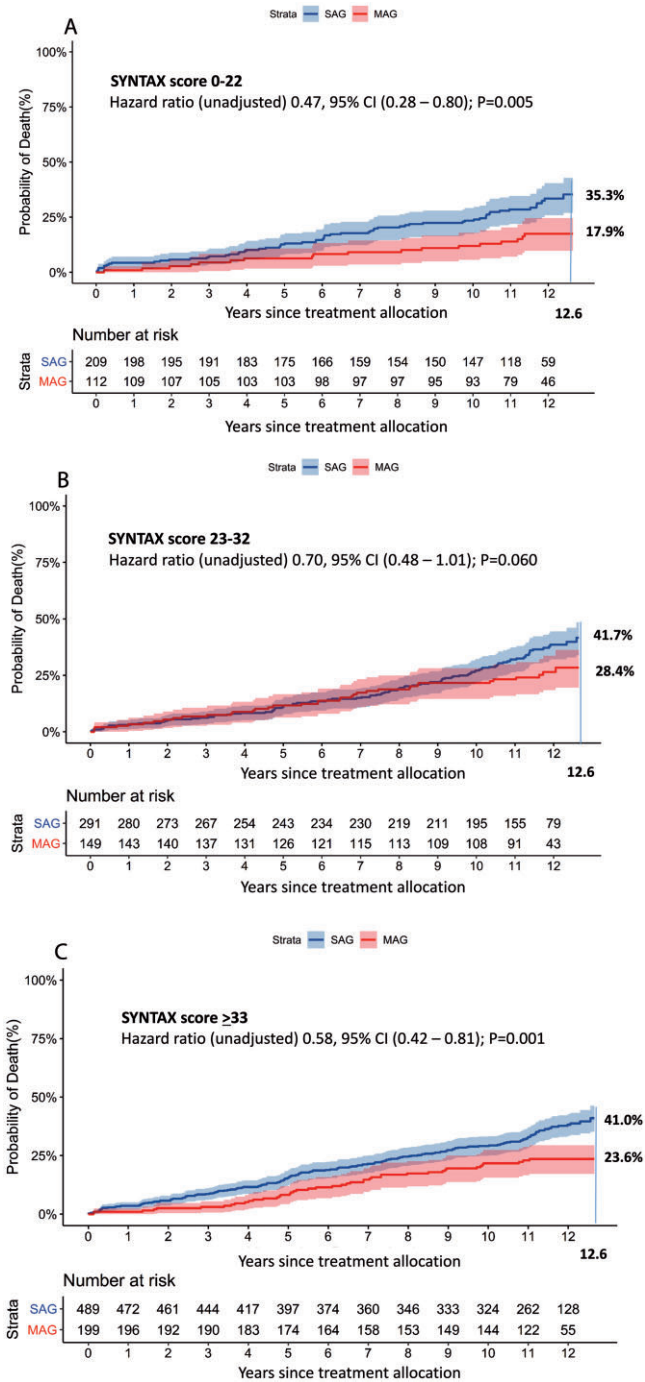 Strata SAG MAG
A
100%
SYNTAX score 0-22
Hazard ratio (unadjusted) 0.47, 95% CI (0.28 – 0.80); P=0.005
75%
Probability of Death(%)
50%
35.3%
25%
17.9%
0%
0 1 2 3 4 5 6 7 8 9 10 11 12
Years since treatment allocation 12.6
Number at risk
Strata
SAG 209 198 195 191 183 175 166 159 154 150 147 118 59
MAG 112 109 107 105 103 103 98 97 97 95 93 79 46
0 1 2 3 4 5 6 7 8 9 10 11 12
Years since treatment allocation
Strata SAG MAG
B
100%
SYNTAX score 23-32
Hazard ratio (unadjusted) 0.70, 95% CI (0.48 – 1.01); P=0.060
75%
Probability of Death(%)
50%
41.7%
28.4%
25%
0%
0 1 2 3 4 5 6 7 8 9 10 11 12
Years since treatment allocation 12.6
Number at risk
Strata
SAG 291 280 273 267 254 243 234 230 219 211 195 155 79
MAG 149 143 140 137 131 126 121 115 113 109 108 91 43
0 1 2 3 4 5 6 7 8 9 10 11 12
Years since treatment allocation
Strata SAG MAG
C
100%
SYNTAX score ≥33
Hazard ratio (unadjusted) 0.58, 95% CI (0.42 – 0.81); P=0.001
75%
Probability of Death(%)
50%
41.0%
25%
23.6%
0%
0 1 2 3 4 5 6 7 8 9 10 11 12
Years since treatment allocation 12.6
Number at risk
Strata
SAG 489 472 461 444 417 397 374 360 346 333 324 262 128
MAG 199 196 192 190 183 174 164 158 153 149 144 122 55
0 1 2 3 4 5 6 7 8 9 10 11 12
Years since treatment allocation